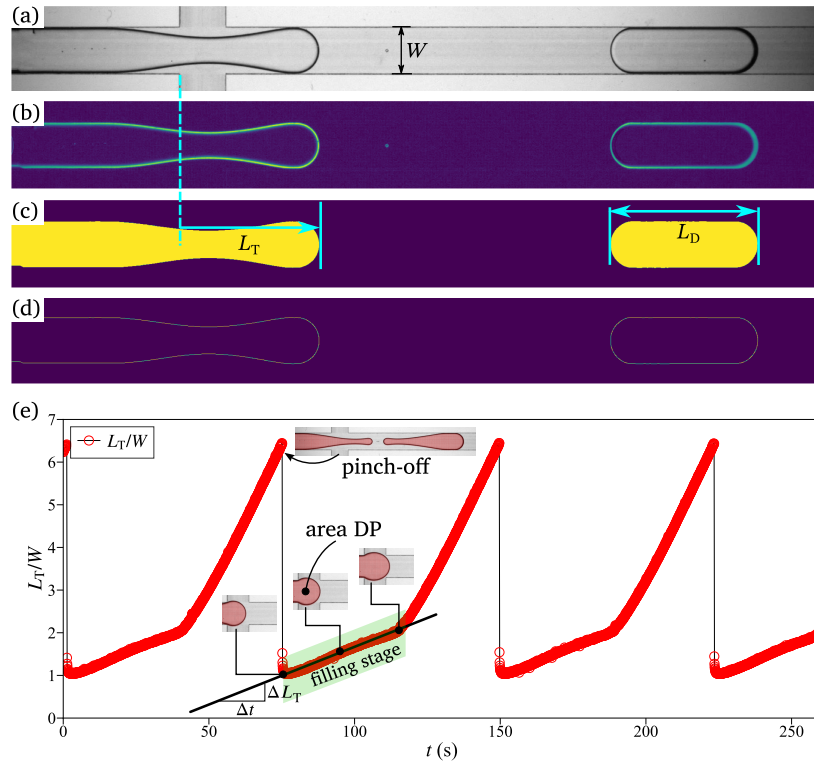 (a)
W
(b)
(c)
L_T
L_D
(d)
(e)
7
6
5
4
3
2
1
0
L_T/W
L_T/W
pinch-off
area DP
filling stage
ΔL_T
Δt
0
50
100
150
200
250
t (s)